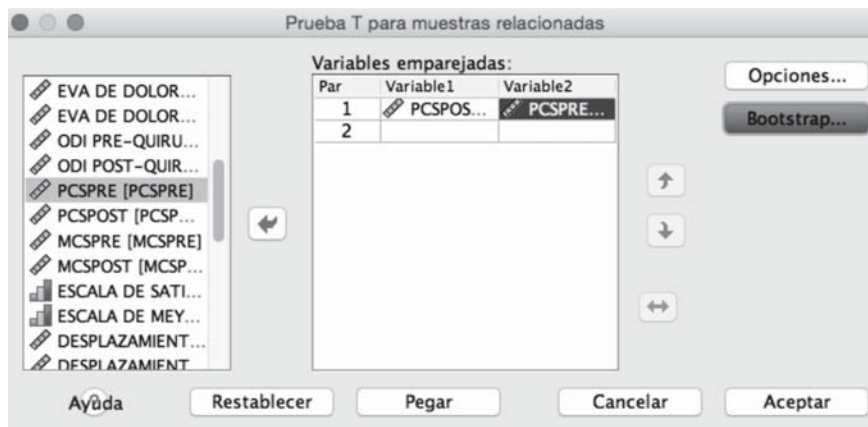 Prueba T para muestras relacionadas
EVA DE DOLOR...
EVA DE DOLOR...
ODI PRE-QUIRU...
ODI POST-QUIR...
PCSPRE [PCSPRE]
PCSPOST [PCSP...
MCSPRE [MCSPRE]
MCSPOST [MCSP...
ESCALA DE SATI...
ESCALA DE MEY...
DESPLAZAMIENT...
DESPLAZAMIENT
Variables emparejadas:
Par Variable1 Variable2
1 PCSPOS... PCSPRE...
2
Opciones...
Bootstrap...
Ayuda
Restablecer
Pegar
Cancelar
Aceptar